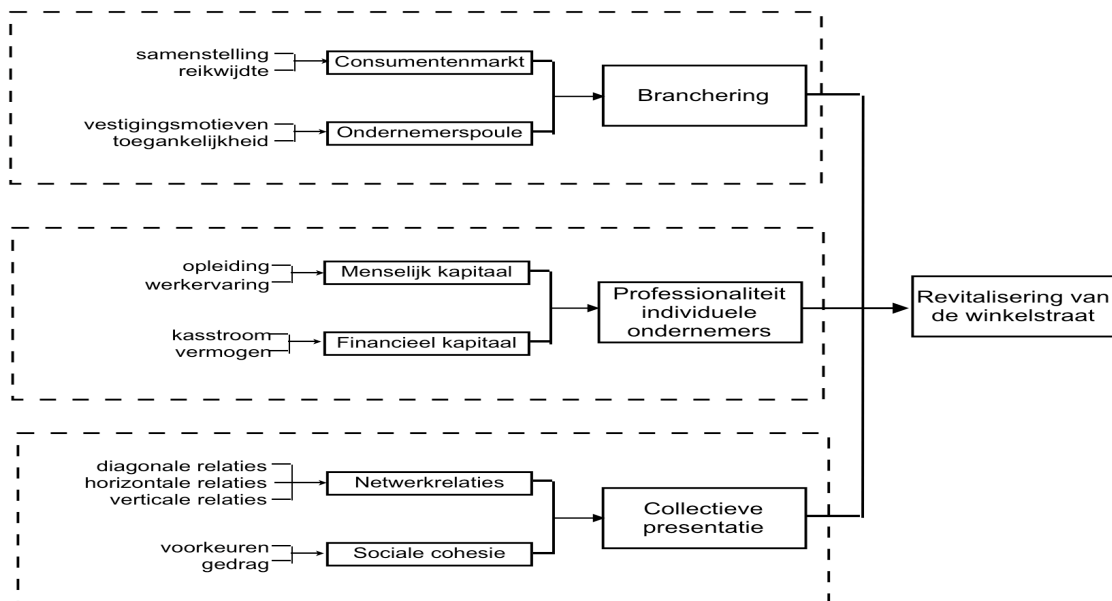 samenstelling
reikwijdte
Consumentenmarkt
vestigingsmotieven
toegankelijkheid
Ondernemerspoule
Branchering
opleiding
werkervaring
Menselijk kapitaal
kasstroom
vermogen
Financieel kapitaal
Professionaliteit
individuele
ondernemers
Revitalisering van
de winkelstraat
diagonale relaties
horizontale relaties
verticale relaties
Netwerkrelaties
voorkeuren
gedrag
Sociale cohesie
Collectieve
presentatie